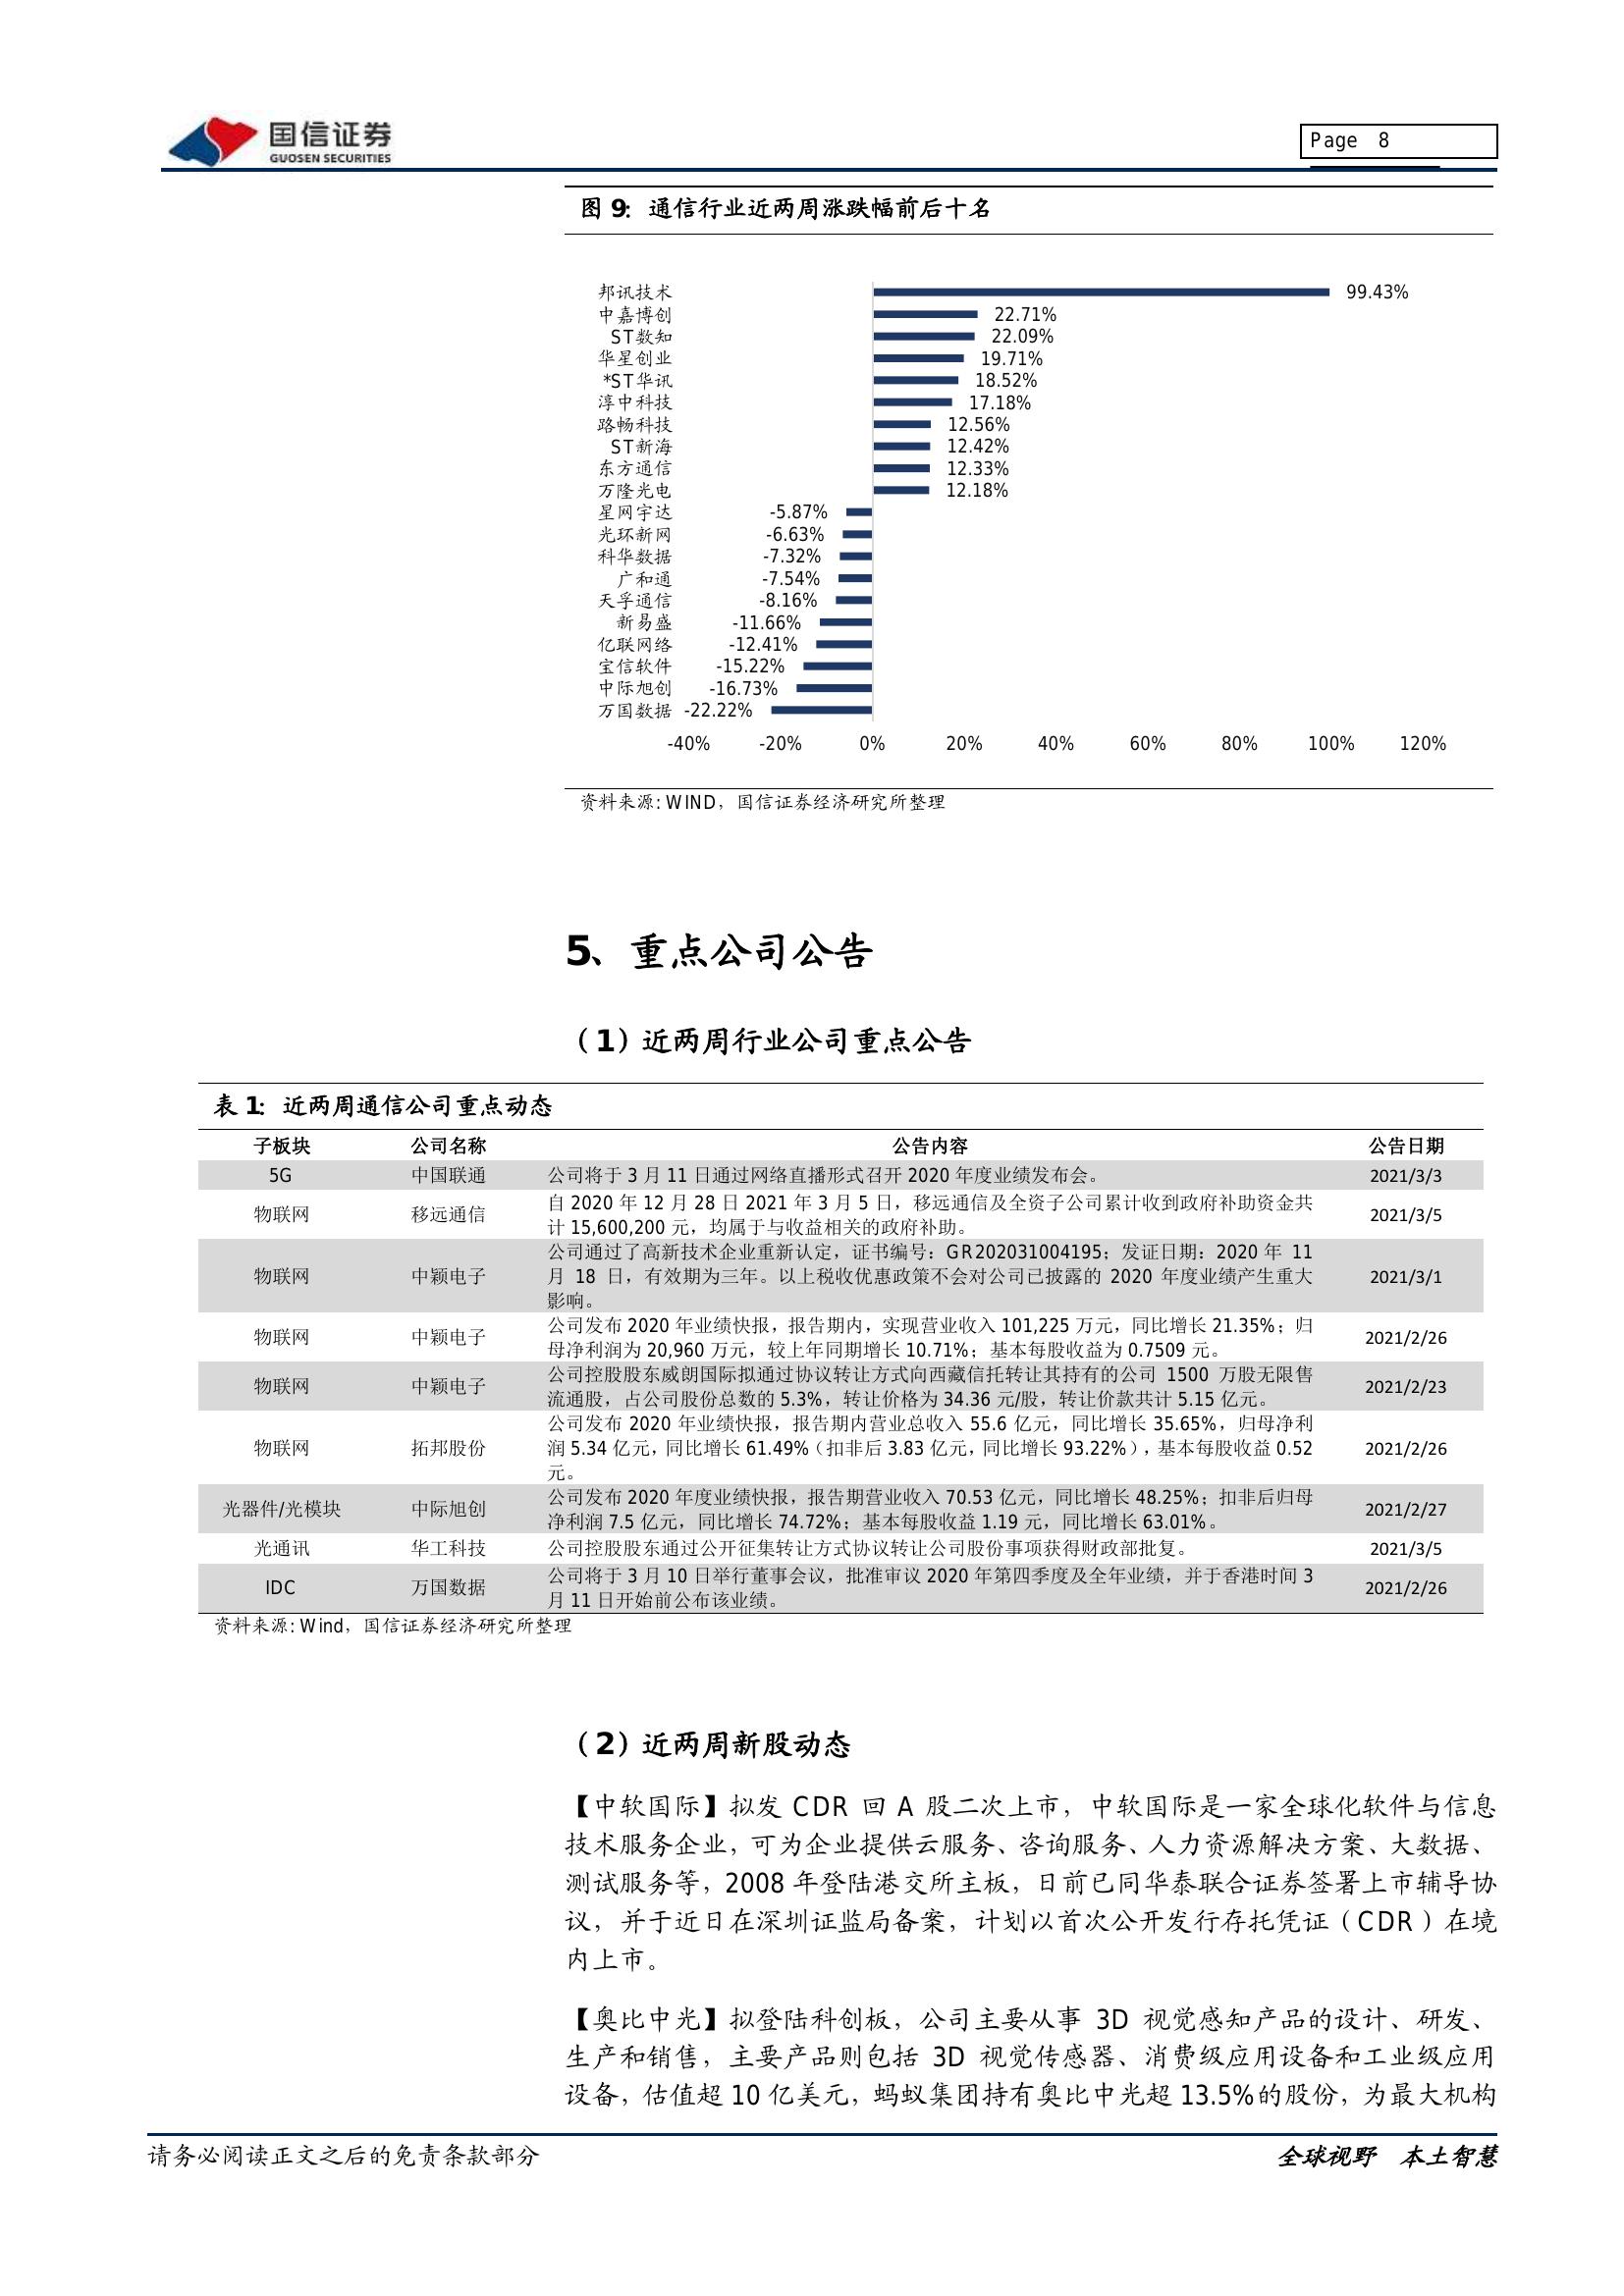 国信证券
GUOSEN SECURITIES
Page 8
图 9：通信行业近两周涨跌幅前后十名
邦讯技术 99.43%
中嘉博创 22.71%
ST数知 22.09%
华星创业 19.71%
*ST华讯 18.52%
淳中科技 17.18%
路畅科技 12.56%
ST新海 12.42%
东方通信 12.33%
万隆光电 12.18%
星网宇达 -5.87%
光环新网 -6.63%
科华数据 -7.32%
广和通 -7.54%
天孚通信 -8.16%
新易盛 -11.66%
亿联网络 -12.41%
宝信软件 -15.22%
中际旭创 -16.73%
万国数据 -22.22%
-40% -20% 0% 20% 40% 60% 80% 100% 120%
资料来源：WIND，国信证券经济研究所整理
5、重点公司公告
（1）近两周行业公司重点公告
表 1：近两周通信公司重点动态
子板块 公司名称 公告内容 公告日期
5G 中国联通 公司将于 3 月 11 日通过网络直播形式召开 2020 年度业绩发布会。 2021/3/3
物联网 移远通信 自 2020 年 12 月 28 日 2021 年 3 月 5 日，移远通信及全资子公司累计收到政府补助资金共
计 15,600,200 元，均属于与收益相关的政府补助。 2021/3/5
物联网 中颖电子 公司通过了高新技术企业重新认定，证书编号：GR202031004195；发证日期：2020 年 11
月 18 日，有效期为三年。以上税收优惠政策不会对公司已披露的 2020 年度业绩产生重大
影响。 2021/3/1
物联网 中颖电子 公司发布 2020 年业绩快报，报告期内，实现营业收入 101,225 万元，同比增长 21.35%；归
母净利润为 20,960 万元，较上年同期增长 10.71%；基本每股收益为 0.7509 元。 2021/2/26
物联网 中颖电子 公司控股股东威朗国际拟通过协议转让方式向西藏信托转让其持有的公司 1500 万股无限售
流通股，占公司股份总数的 5.3%，转让价格为 34.36 元/股，转让价款共计 5.15 亿元。 2021/2/23
物联网 拓邦股份 公司发布 2020 年业绩快报，报告期内营业总收入 55.6 亿元，同比增长 35.65%，归母净利
润 5.34 亿元，同比增长 61.49%（扣非后 3.83 亿元，同比增长 93.22%），基本每股收益 0.52
元。 2021/2/26
光器件/光模块 中际旭创 公司发布 2020 年度业绩快报，报告期营业收入 70.53 亿元，同比增长 48.25%；扣非后归母
净利润 7.5 亿元，同比增长 74.72%；基本每股收益 1.19 元，同比增长 63.01%。 2021/2/27
光通讯 华工科技 公司控股股东通过公开征集转让方式协议转让公司股份事项获得财政部批复。 2021/3/5
IDC 万国数据 公司将于 3 月 10 日举行董事会议，批准审议 2020 年第四季度及全年业绩，并于香港时间 3
月 11 日开始前公布该业绩。 2021/2/26
资料来源：Wind，国信证券经济研究所整理
（2）近两周新股动态
【中软国际】拟发 CDR 回 A 股二次上市，中软国际是一家全球化软件与信息
技术服务企业，可为企业提供云服务、咨询服务、人力资源解决方案、大数据、
测试服务等，2008 年登陆港交所主板，日前已同华泰联合证券签署上市辅导协
议，并于近日在深圳证监局备案，计划以首次公开发行存托凭证（CDR）在境
内上市。
【奥比中光】拟登陆科创板，公司主要从事 3D 视觉感知产品的设计、研发、
生产和销售，主要产品则包括 3D 视觉传感器、消费级应用设备和工业级应用
设备，估值超 10 亿美元，蚂蚁集团持有奥比中光超 13.5%的股份，为最大机构
请务必阅读正文之后的免责条款部分
全球视野 本土智慧